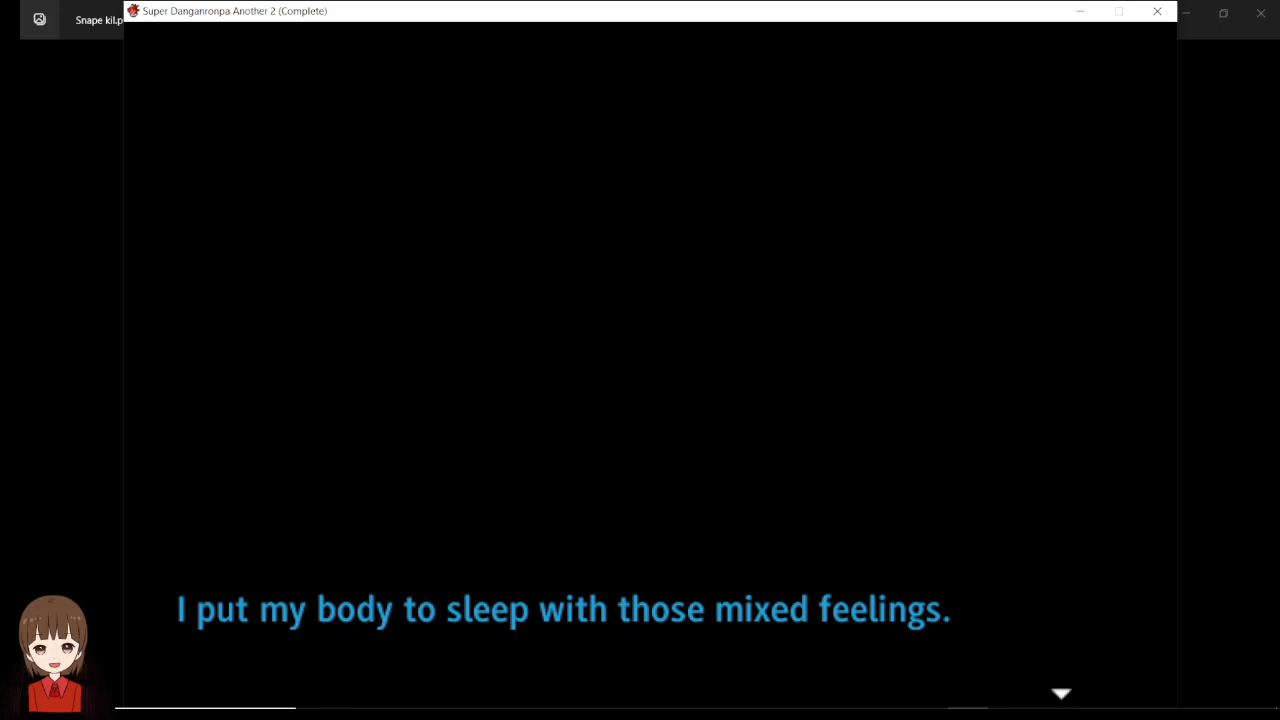 Snape kil.p
Super Danganronpa Another 2 (Complete)
I put my body to sleep with those mixed feelings.